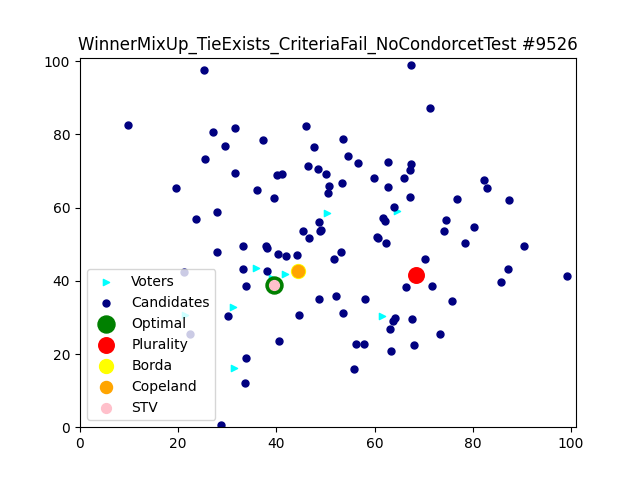 WinnerMixUp_TieExists_CriteriaFail_NoCondorcetTest #9526
100
80
60
40
20
0
Voters
Candidates
Optimal
Plurality
Borda
Copeland
STV
0 20 40 60 80 100